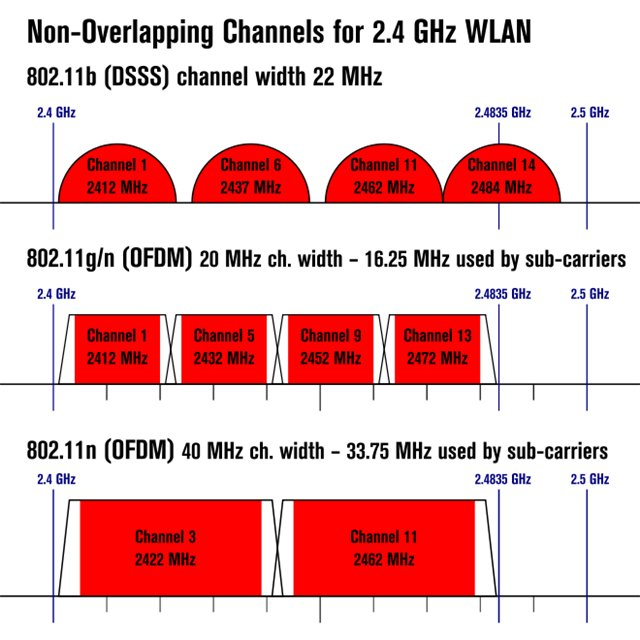 Non-Overlapping Channels for 2.4 GHz WLAN
802.11b (DSSS) channel width 22 MHz
2.4 GHz 2.4835 GHz 2.5 GHz
Channel 1 Channel 6 Channel 11 Channel 14
2412 MHz 2437 MHz 2462 MHz 2484 MHz
802.11g/n (OFDM) 20 MHz ch. width – 16.25 MHz used by sub-carriers
2.4 GHz 2.4835 GHz 2.5 GHz
Channel 1 Channel 5 Channel 9 Channel 13
2412 MHz 2432 MHz 2452 MHz 2472 MHz
802.11n (OFDM) 40 MHz ch. width – 33.75 MHz used by sub-carriers
2.4 GHz 2.4835 GHz 2.5 GHz
Channel 3 Channel 11
2422 MHz 2462 MHz